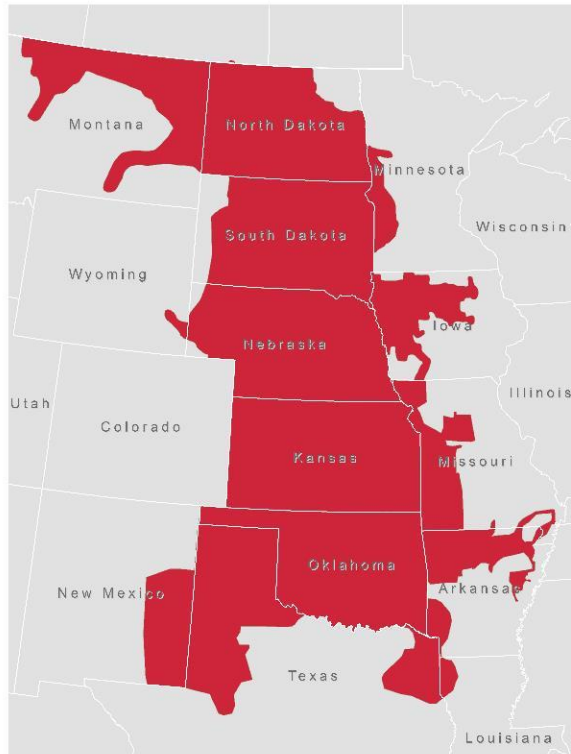 Montana
North Dakota
Minnesota
Wisconsin
South Dakota
Wyoming
Iowa
Nebraska
Illinois
Utah
Colorado
Kansas
Missouri
Oklahoma
New Mexico
Arkansas
Texas
Louisiana